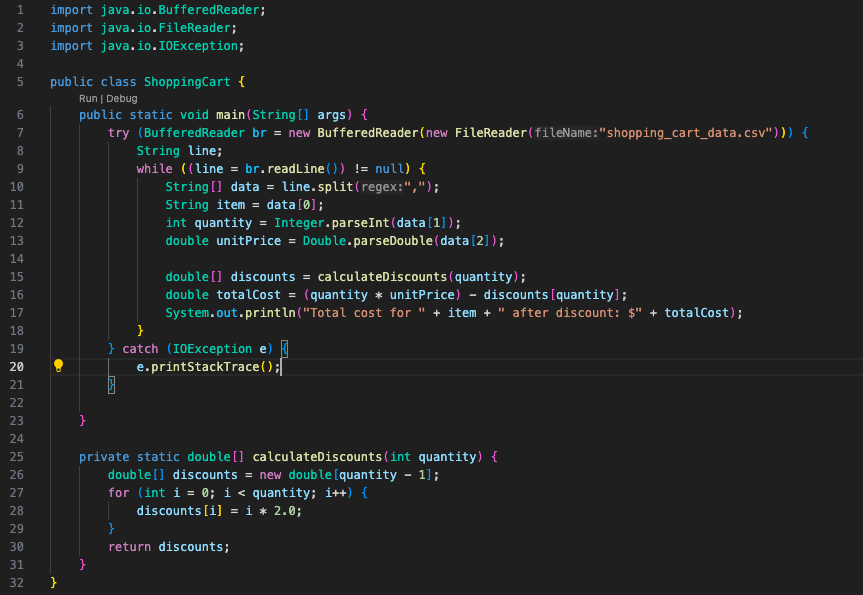 1 import java.io.BufferedReader;
2 import java.io.FileReader;
3 import java.io.IOException;
4
5 public class ShoppingCart {
Run | Debug
6 public static void main(String[] args) {
7 try (BufferedReader br = new BufferedReader(new FileReader(fileName:"shopping_cart_data.csv"))) {
8 String line;
9 while ((line = br.readLine()) != null) {
10 String[] data = line.split(regex:",");
11 String item = data[0];
12 int quantity = Integer.parseInt(data[1]);
13 double unitPrice = Double.parseDouble(data[2]);
14
15 double[] discounts = calculateDiscounts(quantity);
16 double totalCost = (quantity * unitPrice) - discounts[quantity];
17 System.out.println("Total cost for " + item + " after discount: $" + totalCost);
18 }
19 } catch (IOException e) {
20 e.printStackTrace();
21 }
22
23 }
24
25 private static double[] calculateDiscounts(int quantity) {
26 double[] discounts = new double[quantity - 1];
27 for (int i = 0; i < quantity; i++) {
28 discounts[i] = i * 2.0;
29 }
30 return discounts;
31 }
32 }